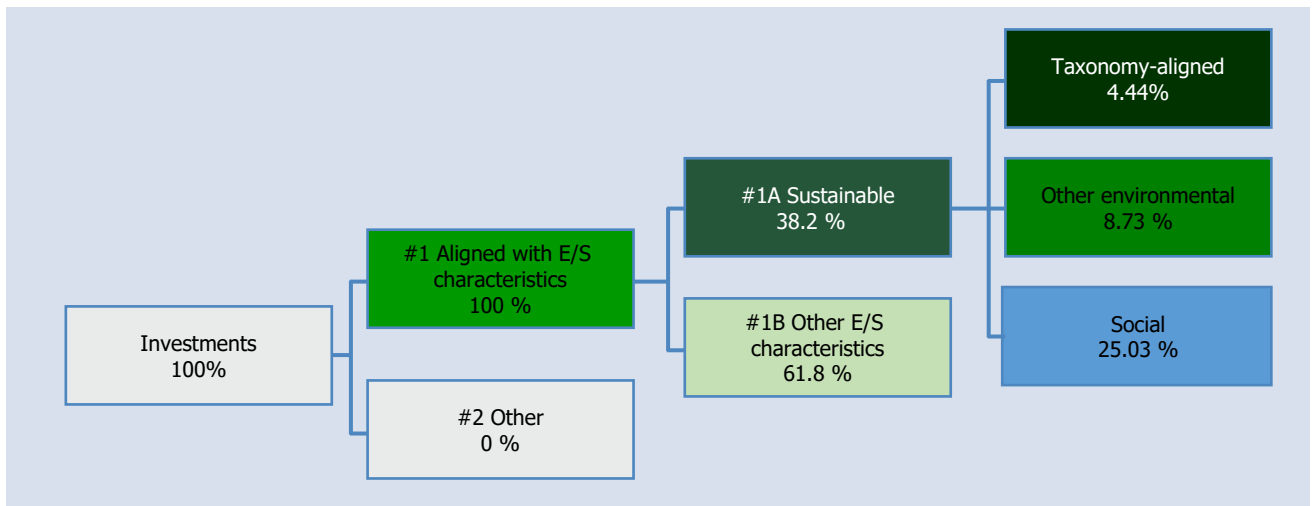 Investments
100%
#1 Aligned with E/S
characteristics
100 %
#2 Other
0 %
#1A Sustainable
38.2 %
#1B Other E/S
characteristics
61.8 %
Taxonomy-aligned
4.44%
Other environmental
8.73 %
Social
25.03 %